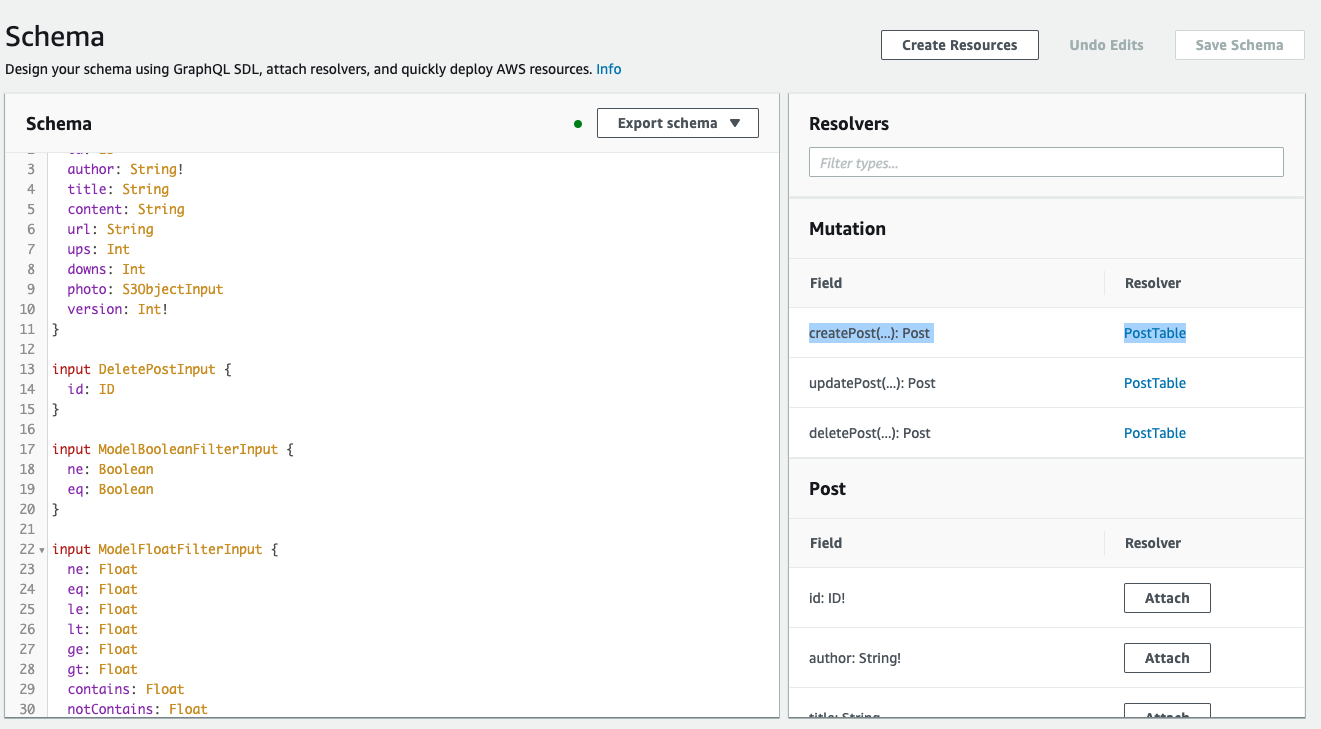 Schema
Design your schema using GraphQL SDL, attach resolvers, and quickly deploy AWS resources. Info
Create Resources
Undo Edits
Save Schema
Schema
Export schema
3 author: String!
4 title: String
5 content: String
6 url: String
7 ups: Int
8 downs: Int
9 photo: S3ObjectInput
10 version: Int!
11 }
12
13 input DeletePostInput {
14 id: ID
15 }
16
17 input ModelBooleanFilterInput {
18 ne: Boolean
19 eq: Boolean
20 }
21
22 input ModelFloatFilterInput {
23 ne: Float
24 eq: Float
25 le: Float
26 lt: Float
27 ge: Float
28 gt: Float
29 contains: Float
30 notContains: Float
Resolvers
Filter types...
Mutation
Field Resolver
createPost(...): Post PostTable
updatePost(...): Post PostTable
deletePost(...): Post PostTable
Post
Field Resolver
id: ID! Attach
author: String! Attach
title: String Attach